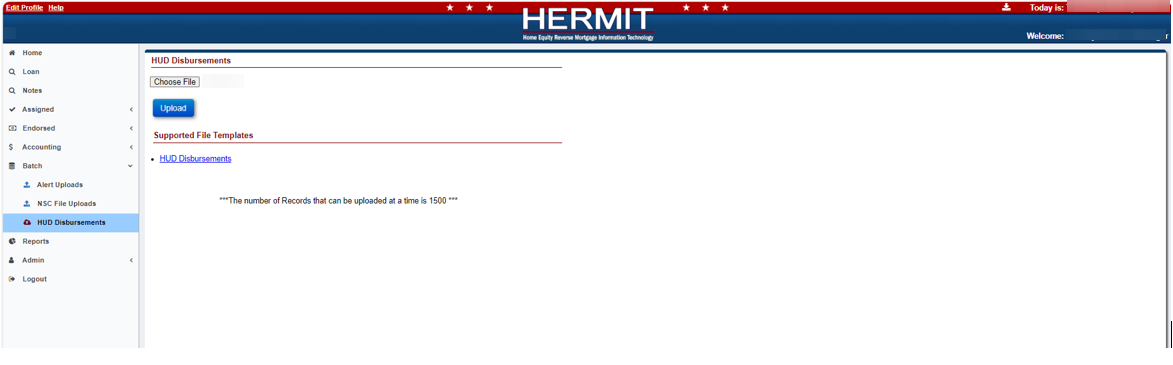 Edit Profile Help
Today is:
HERMIT
Home Equity Reverse Mortgage Information Technology
Welcome:
Home
Loan
Notes
Assigned
Endorsed
Accounting
Batch
Alert Uploads
NSC File Uploads
HUD Disbursements
Reports
Admin
Logout
HUD Disbursements
Choose File
Upload
Supported File Templates
HUD Disbursements
***The number of Records that can be uploaded at a time is 1500 ***